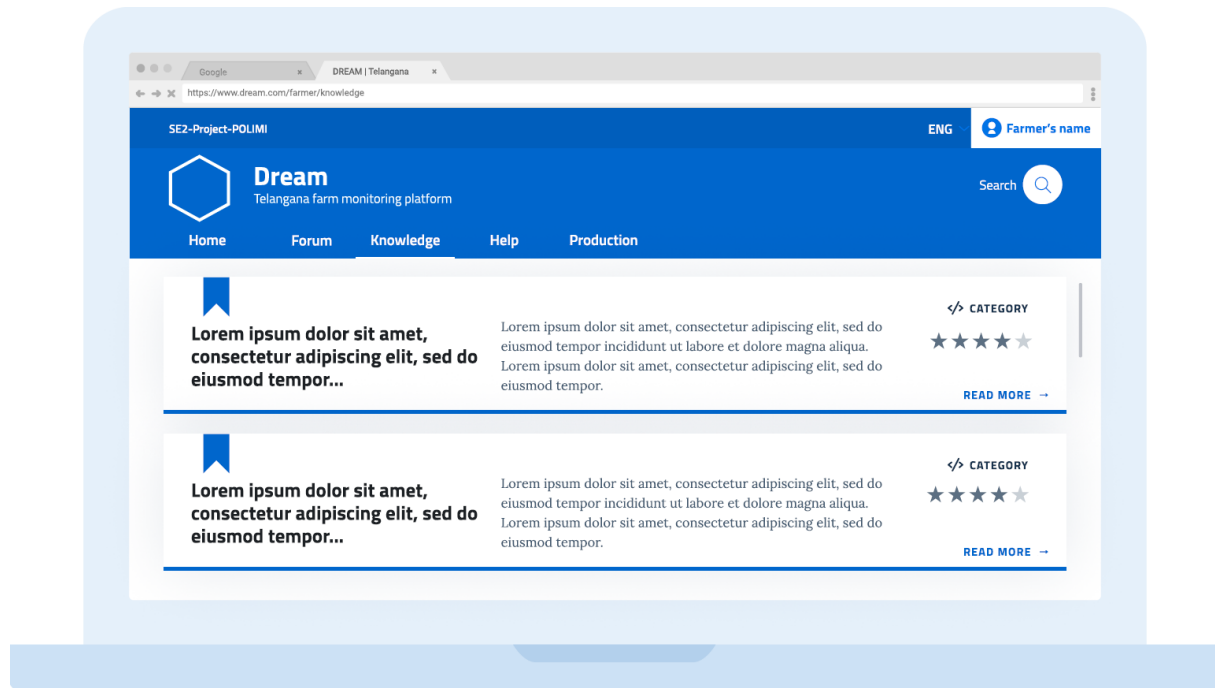 Google
DREAM | Telangana
https://www.dream.com/farmer/knowledge
SE2-Project-POLIMI
ENG
Farmer's name
Dream
Telangana farm monitoring platform
Search
Home Forum Knowledge Help Production
Lorem ipsum dolor sit amet,
consectetur adipiscing elit, sed do
eiusmod tempor...
Lorem ipsum dolor sit amet, consectetur adipiscing elit, sed do
eiusmod tempor incididunt ut labore et dolore magna aliqua.
Lorem ipsum dolor sit amet, consectetur adipiscing elit, sed do
eiusmod tempor.
CATEGORY
READ MORE →
Lorem ipsum dolor sit amet,
consectetur adipiscing elit, sed do
eiusmod tempor...
Lorem ipsum dolor sit amet, consectetur adipiscing elit, sed do
eiusmod tempor incididunt ut labore et dolore magna aliqua.
Lorem ipsum dolor sit amet, consectetur adipiscing elit, sed do
eiusmod tempor.
CATEGORY
READ MORE →